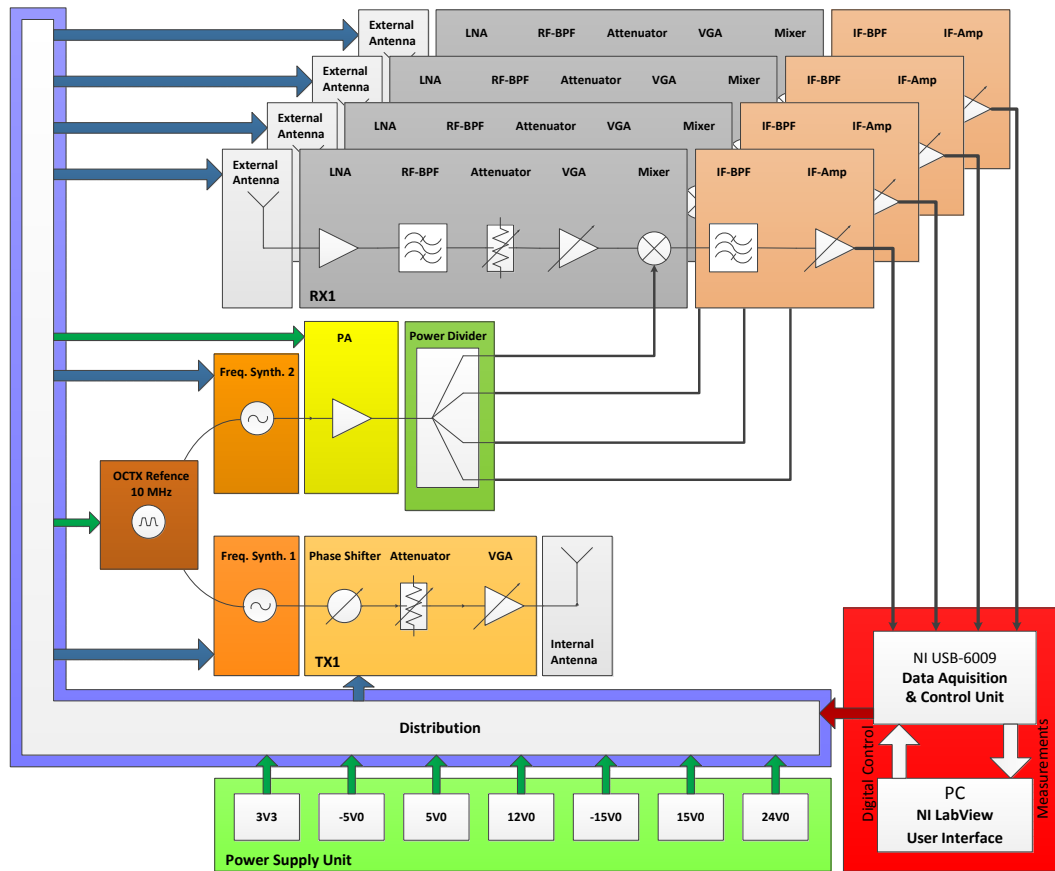 External
Antenna
LNA RF-BPF Attenuator VGA Mixer
IF-BPF IF-Amp
External
Antenna
LNA RF-BPF Attenuator VGA Mixer
IF-BPF IF-Amp
External
Antenna
LNA RF-BPF Attenuator VGA Mixer
IF-BPF IF-Amp
External
Antenna
LNA RF-BPF Attenuator VGA Mixer
IF-BPF IF-Amp
RX1
PA
Power Divider
Freq. Synth. 2
OCTX Refence
10 MHz
Freq. Synth. 1
Phase Shifter Attenuator VGA
TX1
Internal
Antenna
NI USB-6009
Data Aquisition
& Control Unit
Distribution
Digital Control
Measurements
PC
NI LabView
User Interface
3V3 -5V0 5V0 12V0 -15V0 15V0 24V0
Power Supply Unit